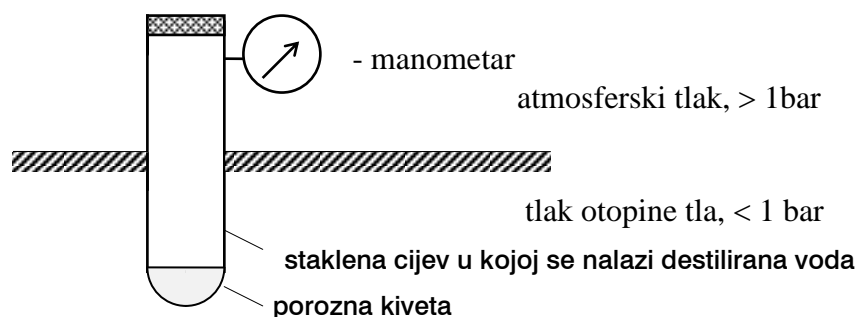 - manometar
atmosferski tlak, > 1bar
tlak otopine tla, < 1 bar
staklena cijev u kojoj se nalazi destilirana voda
porozna kiveta